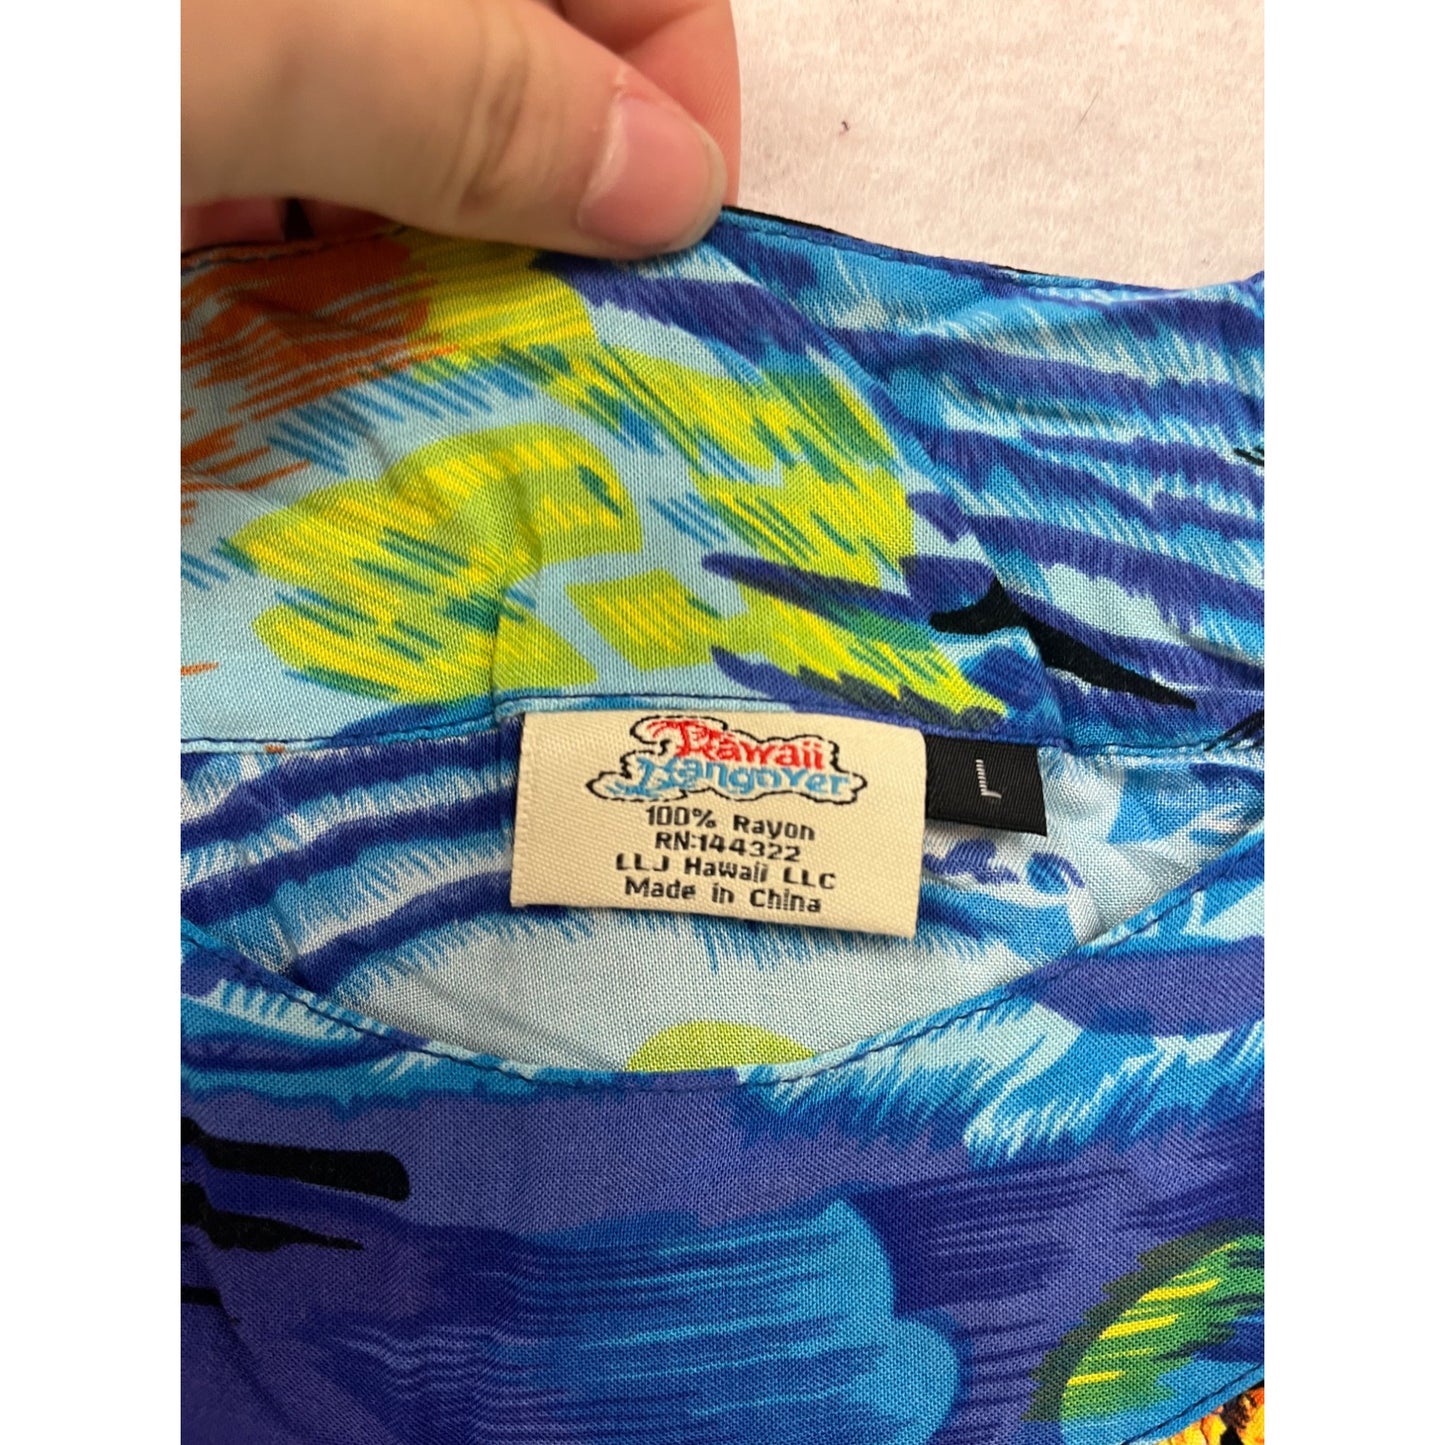 Hawaii
Hangover
L
100% Rayon
RN:144322
LLJ Hawaii LLC
Made in China